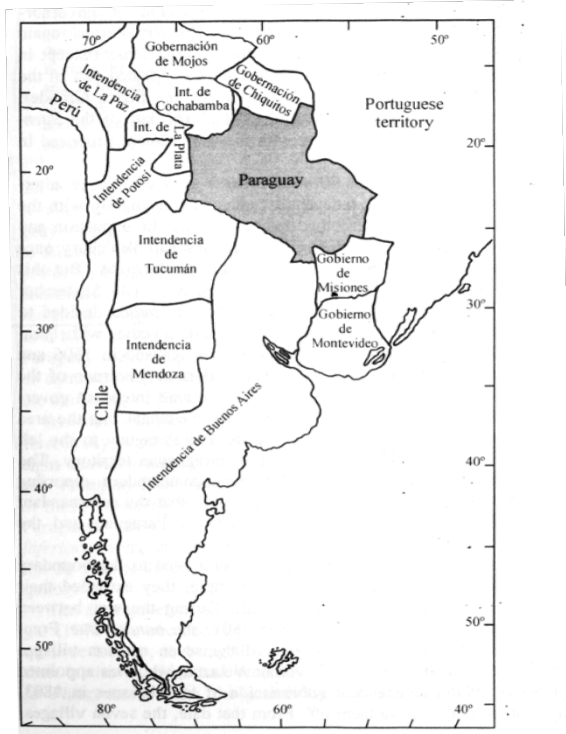 70°
60°
50°
Gobernación
de Mojos
Intendencia
de La Paz
Gobernación
de Chiquitos
Int. de
Cochabamba
Perú
Portuguese
territory
Int. de
La Plata
20°
20°
Intendencia
de Potosí
Paraguay
Intendencia
de
Tucumán
Gobierno
de
Misiones
30°
Gobierno
de
Montevideo
30°
Intendencia
de
Mendoza
Chile
Intendencia de Buenos Aires
40°
40°
50°
50°
80°
60°
40°